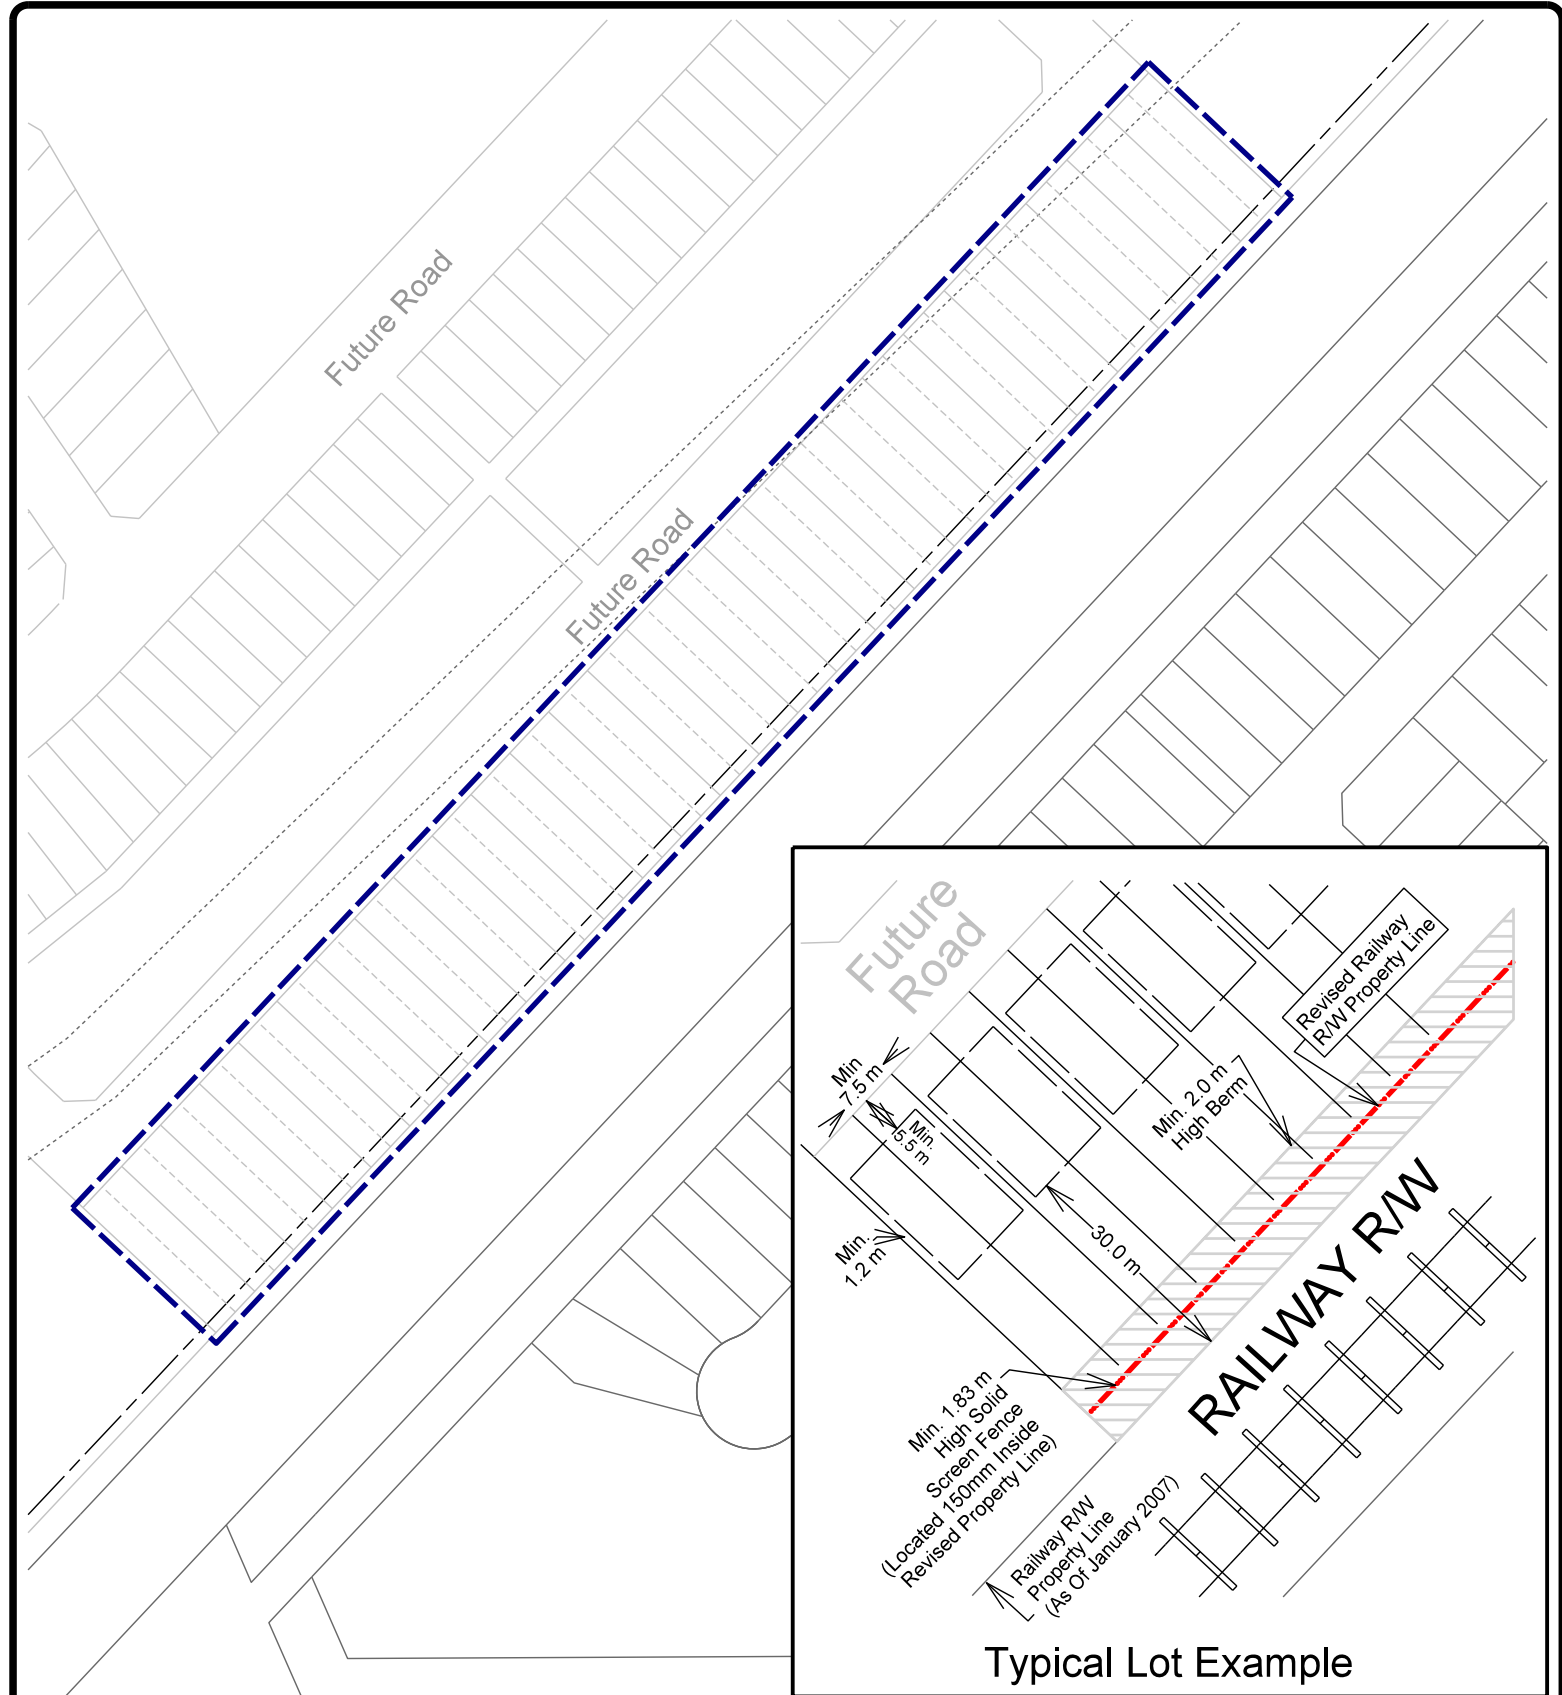 Future Road
Future Road
Future
Road
Revised Railway
R/W Property Line
Min
7.5 m
Min.
5.5 m
Min. 2.0 m
High Berm
Min.
1.2 m
30.0 m
RAILWAY R/W
Min. 1.83 m
High Solid
Screen Fence
(Located 150mm Inside
Revised Property Line)
Railway R/W
Property Line
(As Of January 2007)
Typical Lot Example